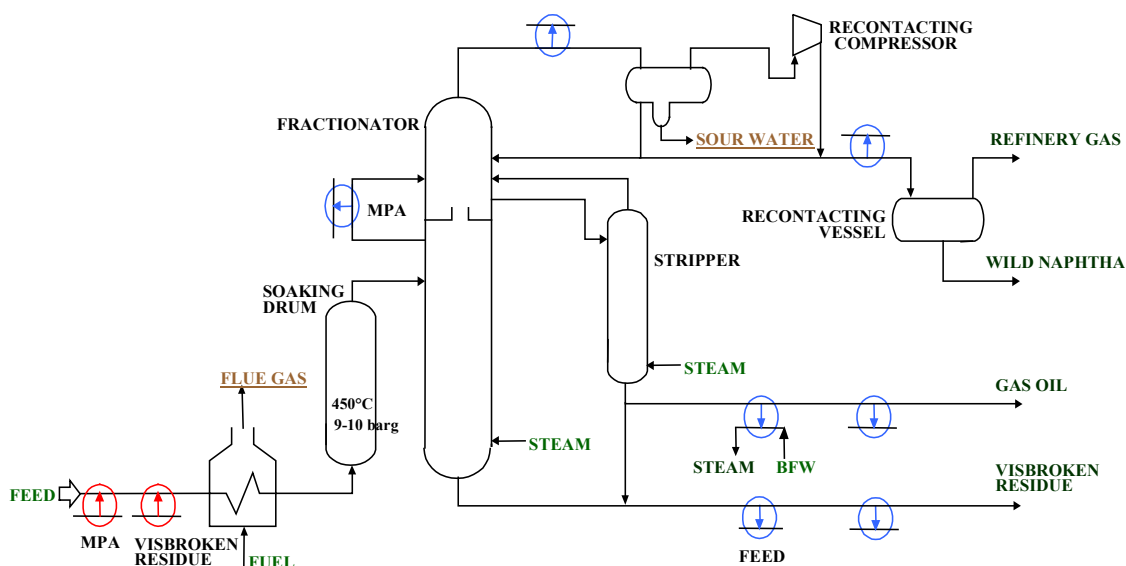 RECONTACTING
COMPRESSOR
FRACTIONATOR
SOUR WATER
REFINERY GAS
MPA
RECONTACTING
VESSEL
STRIPPER
WILD NAPHTHA
SOAKING
DRUM
FLUE GAS
STEAM
GAS OIL
450°C
9-10 barg
STEAM
STEAM
BFW
VISBROKEN
RESIDUE
FEED
MPA
VISBROKEN
RESIDUE
FUEL
FEED